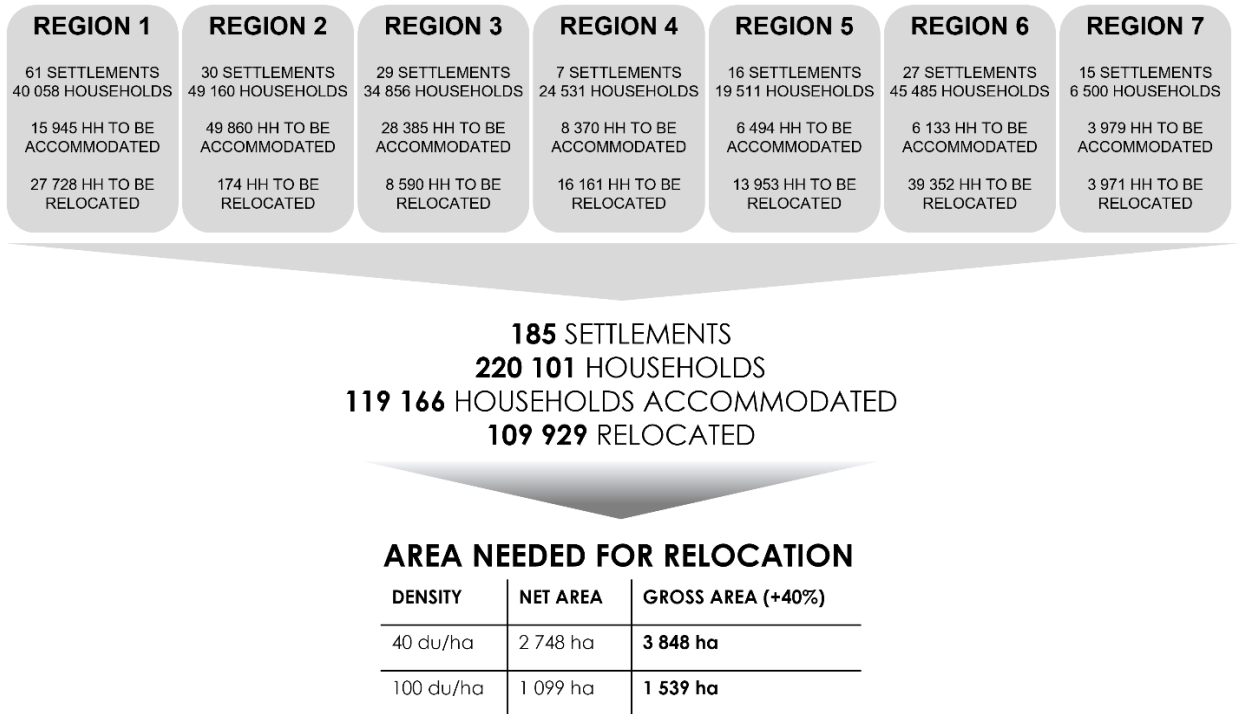 REGION 1
61 SETTLEMENTS
40 058 HOUSEHOLDS
15 945 HH TO BE
ACCOMMODATED
27 728 HH TO BE
RELOCATED
REGION 2
30 SETTLEMENTS
49 160 HOUSEHOLDS
49 860 HH TO BE
ACCOMMODATED
174 HH TO BE
RELOCATED
REGION 3
29 SETTLEMENTS
34 856 HOUSEHOLDS
28 385 HH TO BE
ACCOMMODATED
8 590 HH TO BE
RELOCATED
REGION 4
7 SETTLEMENTS
24 531 HOUSEHOLDS
8 370 HH TO BE
ACCOMMODATED
16 161 HH TO BE
RELOCATED
REGION 5
16 SETTLEMENTS
19 511 HOUSEHOLDS
6 494 HH TO BE
ACCOMMODATED
13 953 HH TO BE
RELOCATED
REGION 6
27 SETTLEMENTS
45 485 HOUSEHOLDS
6 133 HH TO BE
ACCOMMODATED
39 352 HH TO BE
RELOCATED
REGION 7
15 SETTLEMENTS
6 500 HOUSEHOLDS
3 979 HH TO BE
ACCOMMODATED
3 971 HH TO BE
RELOCATED
185 SETTLEMENTS
220 101 HOUSEHOLDS
119 166 HOUSEHOLDS ACCOMMODATED
109 929 RELOCATED
AREA NEEDED FOR RELOCATION
DENSITY NET AREA GROSS AREA (+40%)
40 du/ha 2 748 ha 3 848 ha
100 du/ha 1 099 ha 1 539 ha